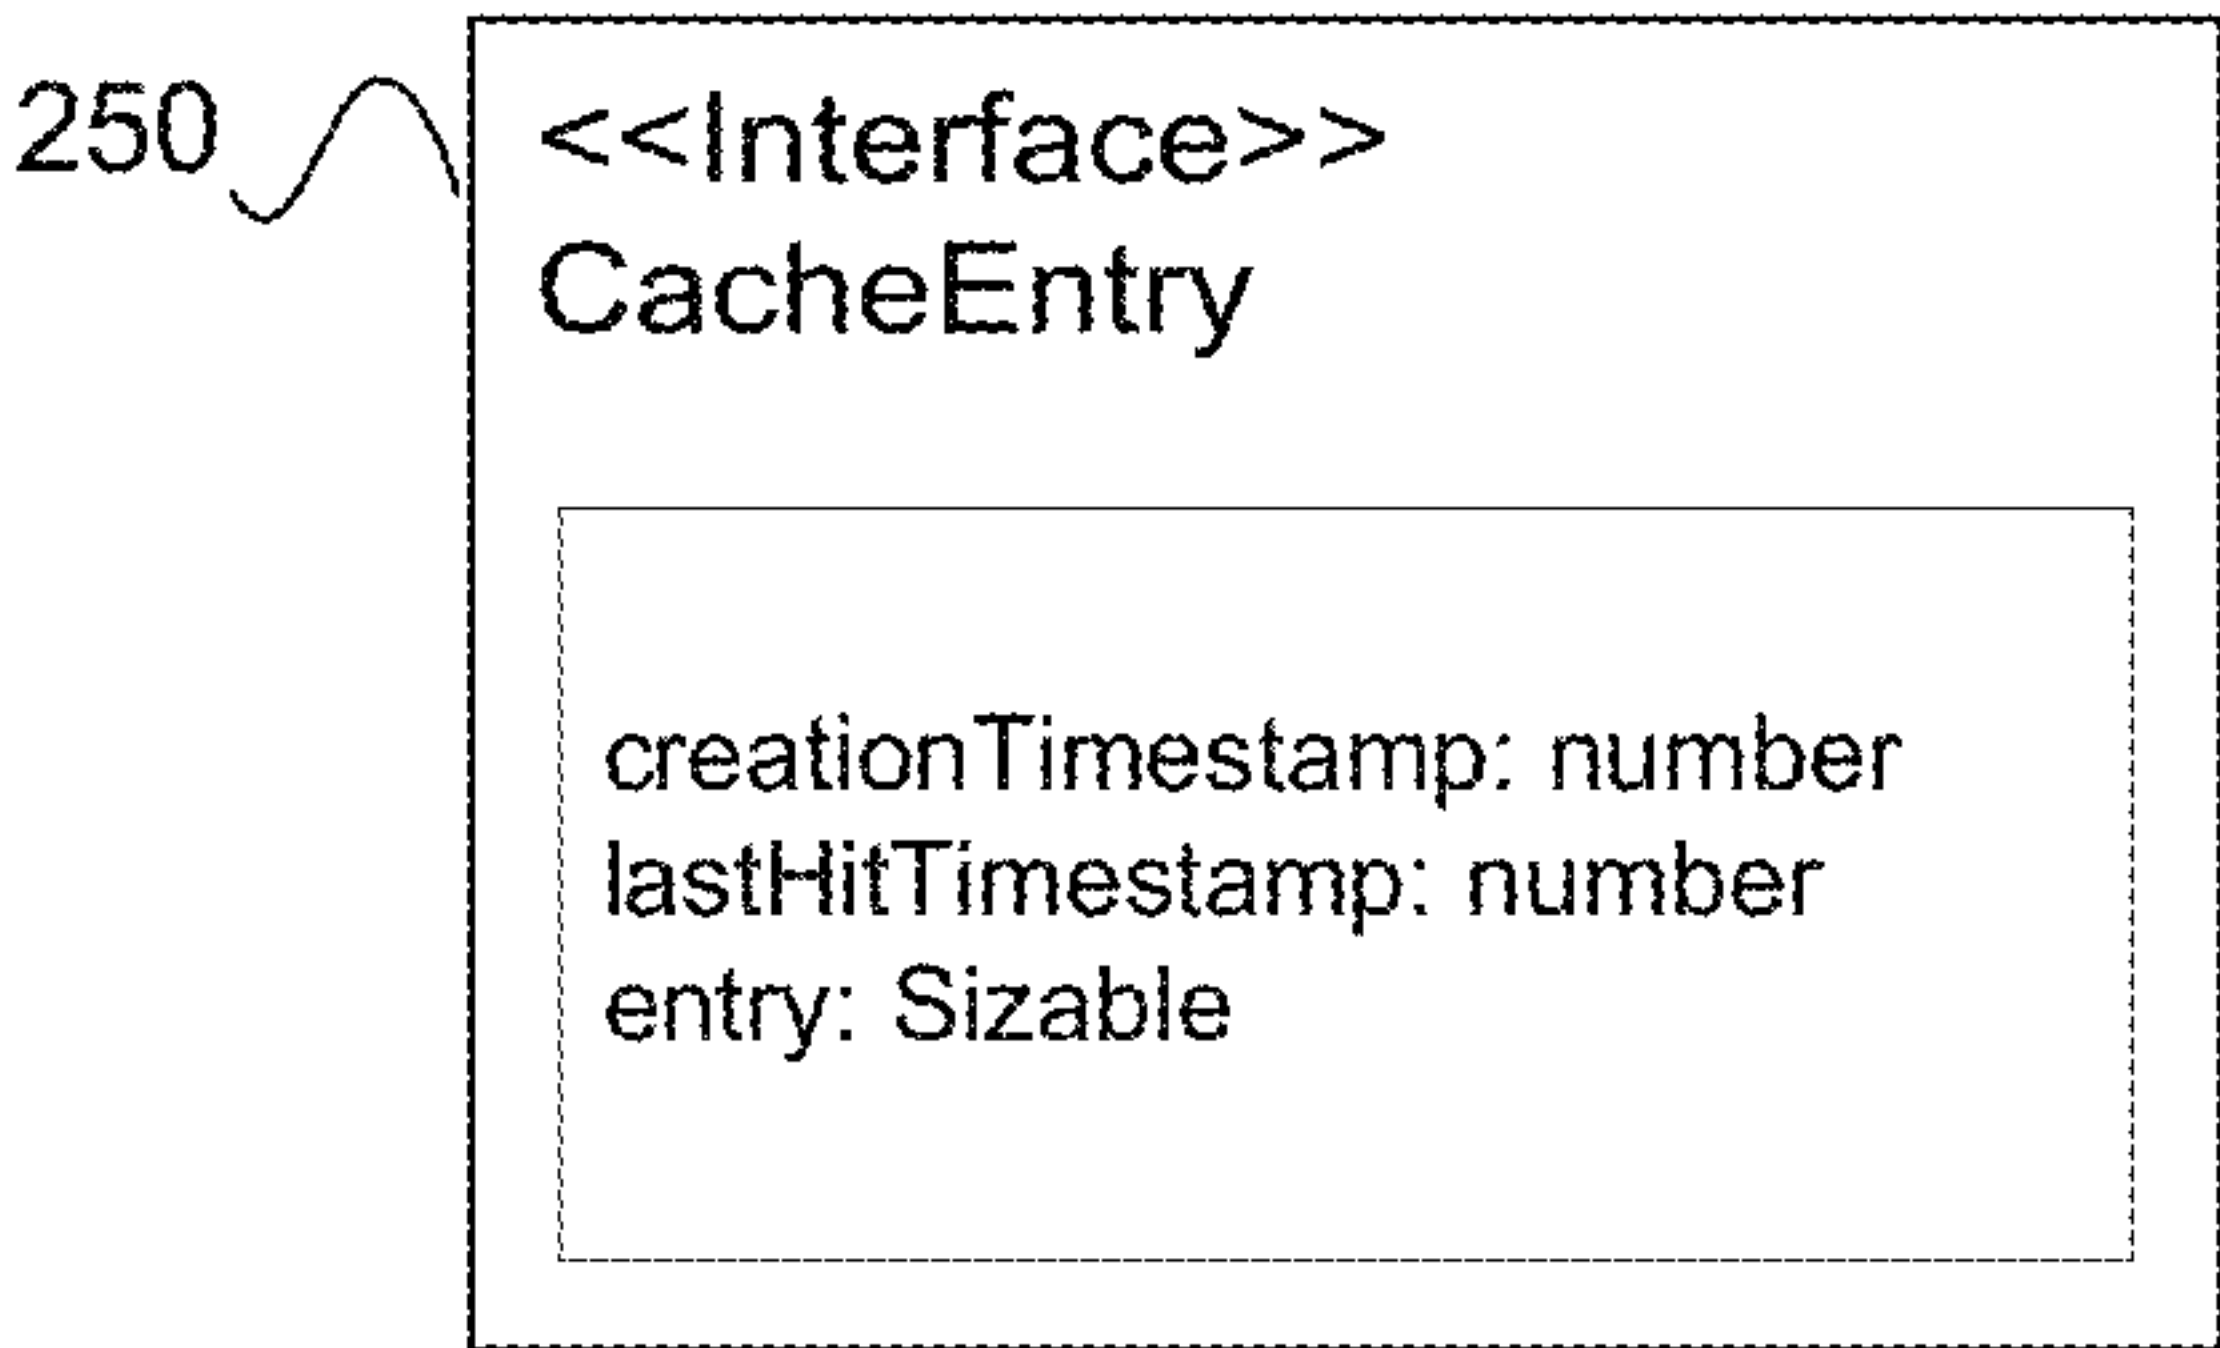 250
<<Interface>>
CacheEntry
creationTimestamp: number
lastHitTimestamp: number
entry: Sizable